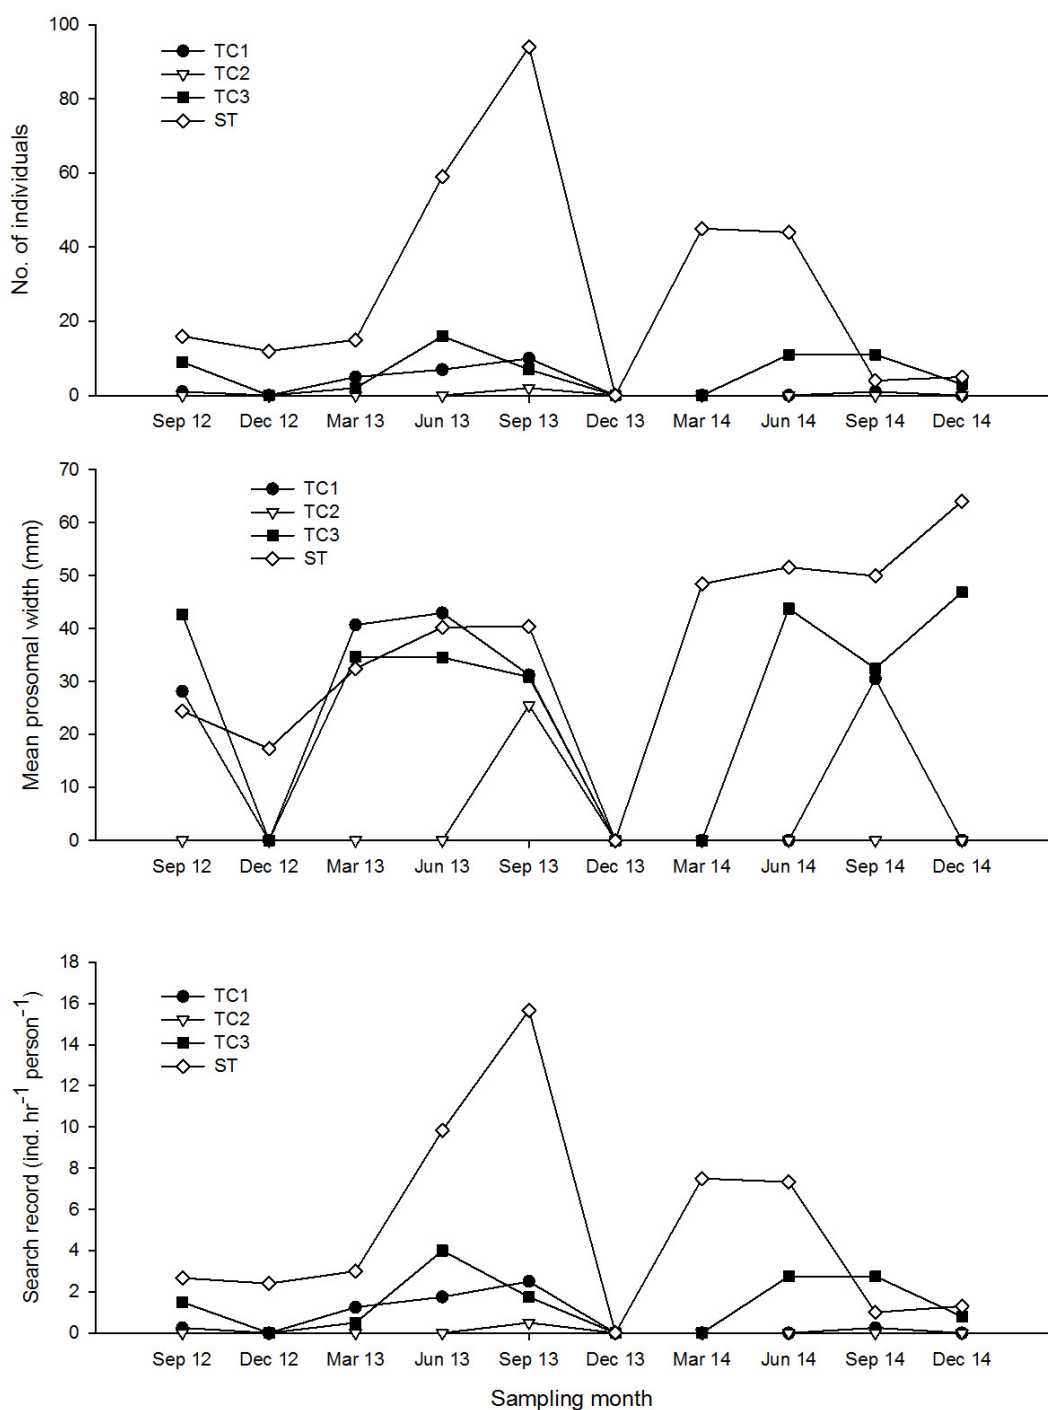 No. of individuals
100
80
60
40
20
0
TC1
TC2
TC3
ST
Sep 12 Dec 12 Mar 13 Jun 13 Sep 13 Dec 13 Mar 14 Jun 14 Sep 14 Dec 14
Mean prosomal width (mm)
70
60
50
40
30
20
10
0
TC1
TC2
TC3
ST
Sep 12 Dec 12 Mar 13 Jun 13 Sep 13 Dec 13 Mar 14 Jun 14 Sep 14 Dec 14
Search record (ind. hr⁻¹ person⁻¹)
18
16
14
12
10
8
6
4
2
0
TC1
TC2
TC3
ST
Sep 12 Dec 12 Mar 13 Jun 13 Sep 13 Dec 13 Mar 14 Jun 14 Sep 14 Dec 14
Sampling month